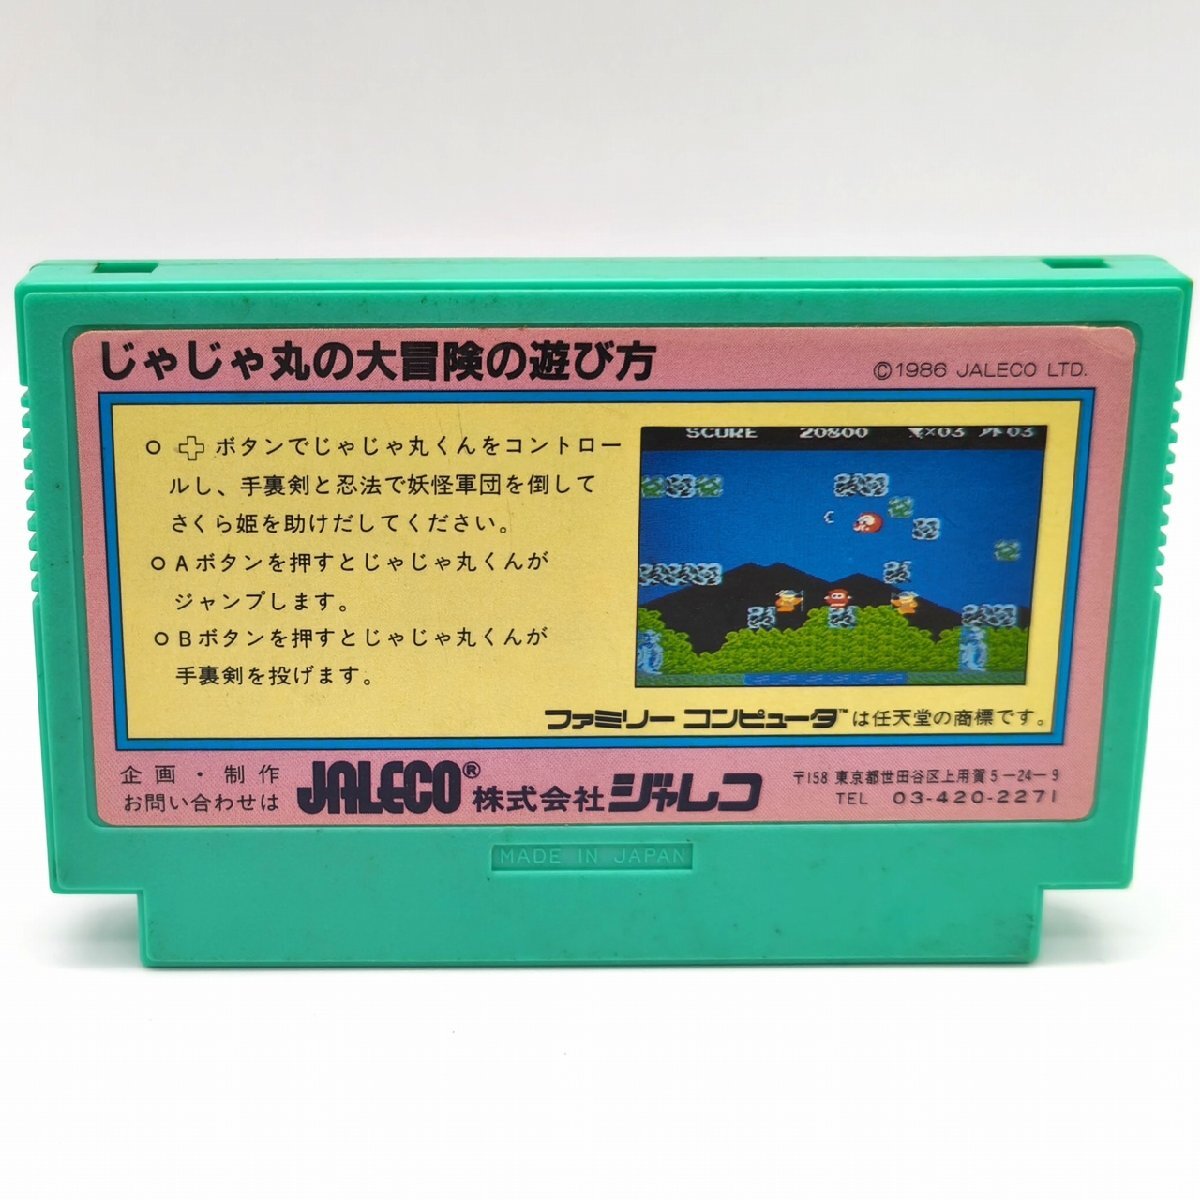 じゃじゃ丸の大冒険の遊び方
©1986 JALECO LTD.
○ ✚ ボタンでじゃじゃ丸くんをコントロー
ルし、手裏剣と忍法で妖怪軍団を倒して
さくら姫を助けだしてください。
○ Aボタンを押すとじゃじゃ丸くんが
ジャンプします。
○ Bボタンを押すとじゃじゃ丸くんが
手裏剣を投げます。
SCORE 20800 ×03 03
ファミリー コンピュータ™は任天堂の商標です。
企画・制作
お問い合わせは
JALECO® 株式会社ジャレコ
〒158 東京都世田谷区上用賀5-24-9
TEL 03-420-2271
MADE IN JAPAN